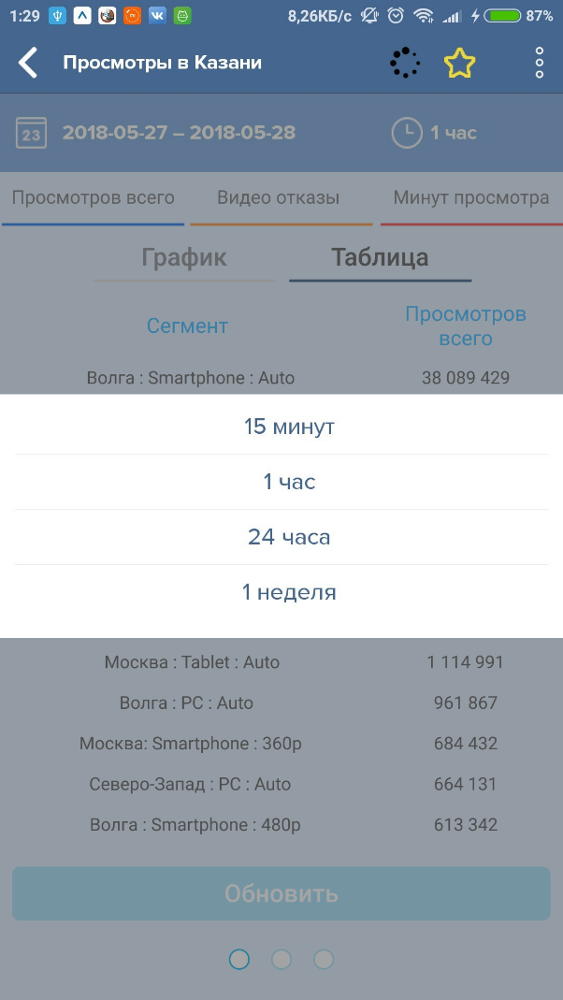 1:29 8,26КБ/с 87%
Просмотры в Казани
23 2018-05-27 – 2018-05-28 1 час
Просмотров всего Видео отказы Минут просмотра
График Таблица
Сегмент Просмотров всего
Волга : Smartphone : Auto 38 089 429
15 минут
1 час
24 часа
1 неделя
Москва : Tablet : Auto 1 114 991
Волга : PC : Auto 961 867
Москва: Smartphone : 360p 684 432
Северо-Запад : PC : Auto 664 131
Волга : Smartphone : 480p 613 342
Обновить